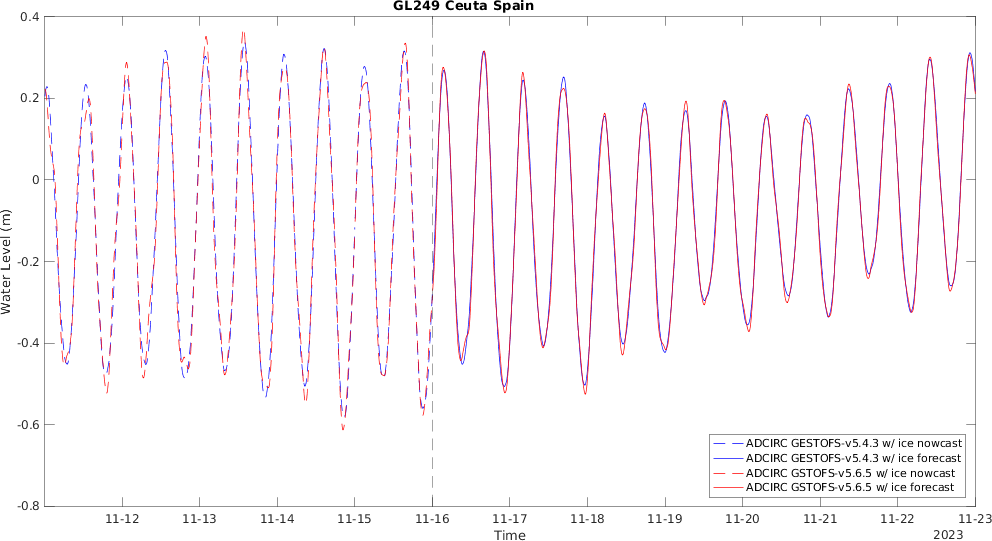 GL249 Ceuta Spain
0.4
0.2
0
-0.2
-0.4
-0.6
-0.8
Water Level (m)
ADCIRC GESTOFS-v5.4.3 w/ ice nowcast
ADCIRC GESTOFS-v5.4.3 w/ ice forecast
ADCIRC GSTOFS-v5.6.5 w/ ice nowcast
ADCIRC GSTOFS-v5.6.5 w/ ice forecast
11-12 11-13 11-14 11-15 11-16 11-17 11-18 11-19 11-20 11-21 11-22 11-23
Time
2023